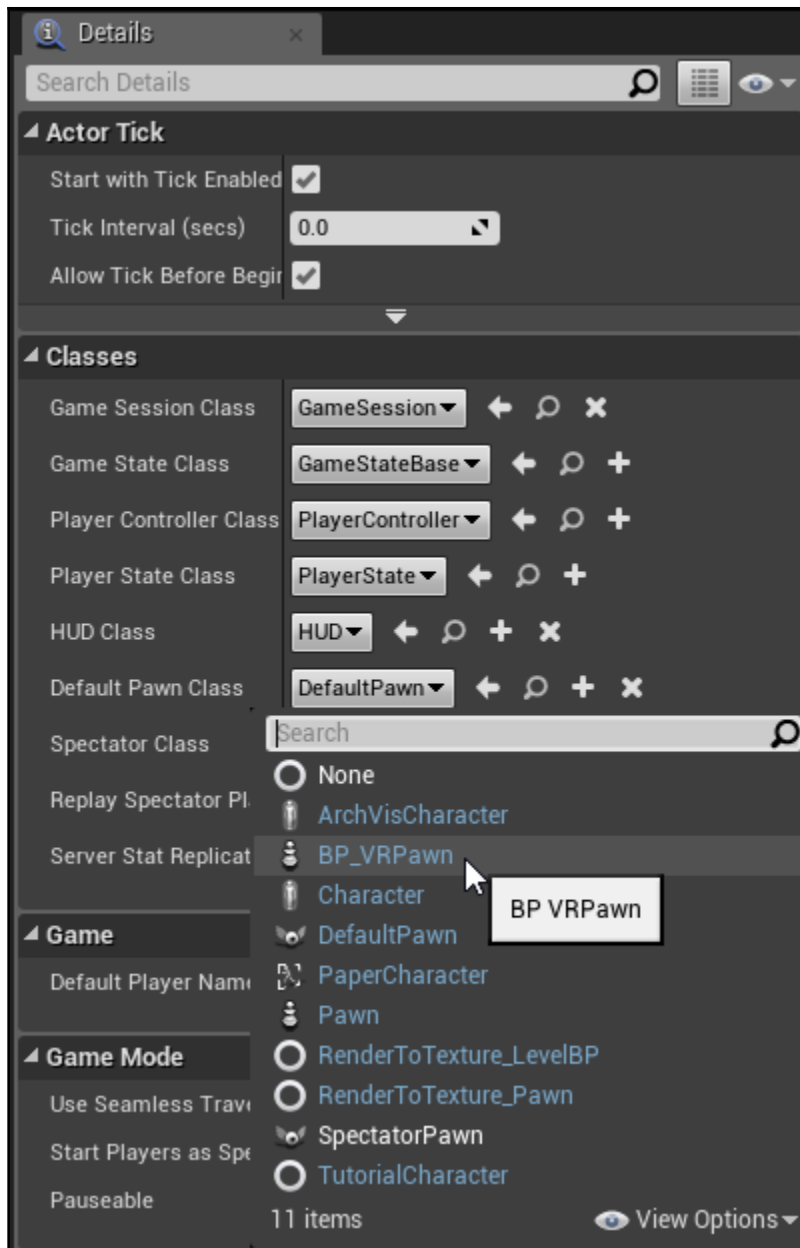 Details
Search Details
Actor Tick
Start with Tick Enabled
Tick Interval (secs) 0.0
Allow Tick Before Begin
Classes
Game Session Class GameSession
Game State Class GameStateBase
Player Controller Class PlayerController
Player State Class PlayerState
HUD Class HUD
Default Pawn Class DefaultPawn
Spectator Class
Replay Spectator Pl
Server Stat Replicat
Search
None
ArchVisCharacter
BP_VRPawn
BP VRPawn
Character
DefaultPawn
PaperCharacter
Pawn
RenderToTexture_LevelBP
RenderToTexture_Pawn
SpectatorPawn
TutorialCharacter
11 items View Options
Game
Default Player Name
Game Mode
Use Seamless Trave
Start Players as Spe
Pauseable